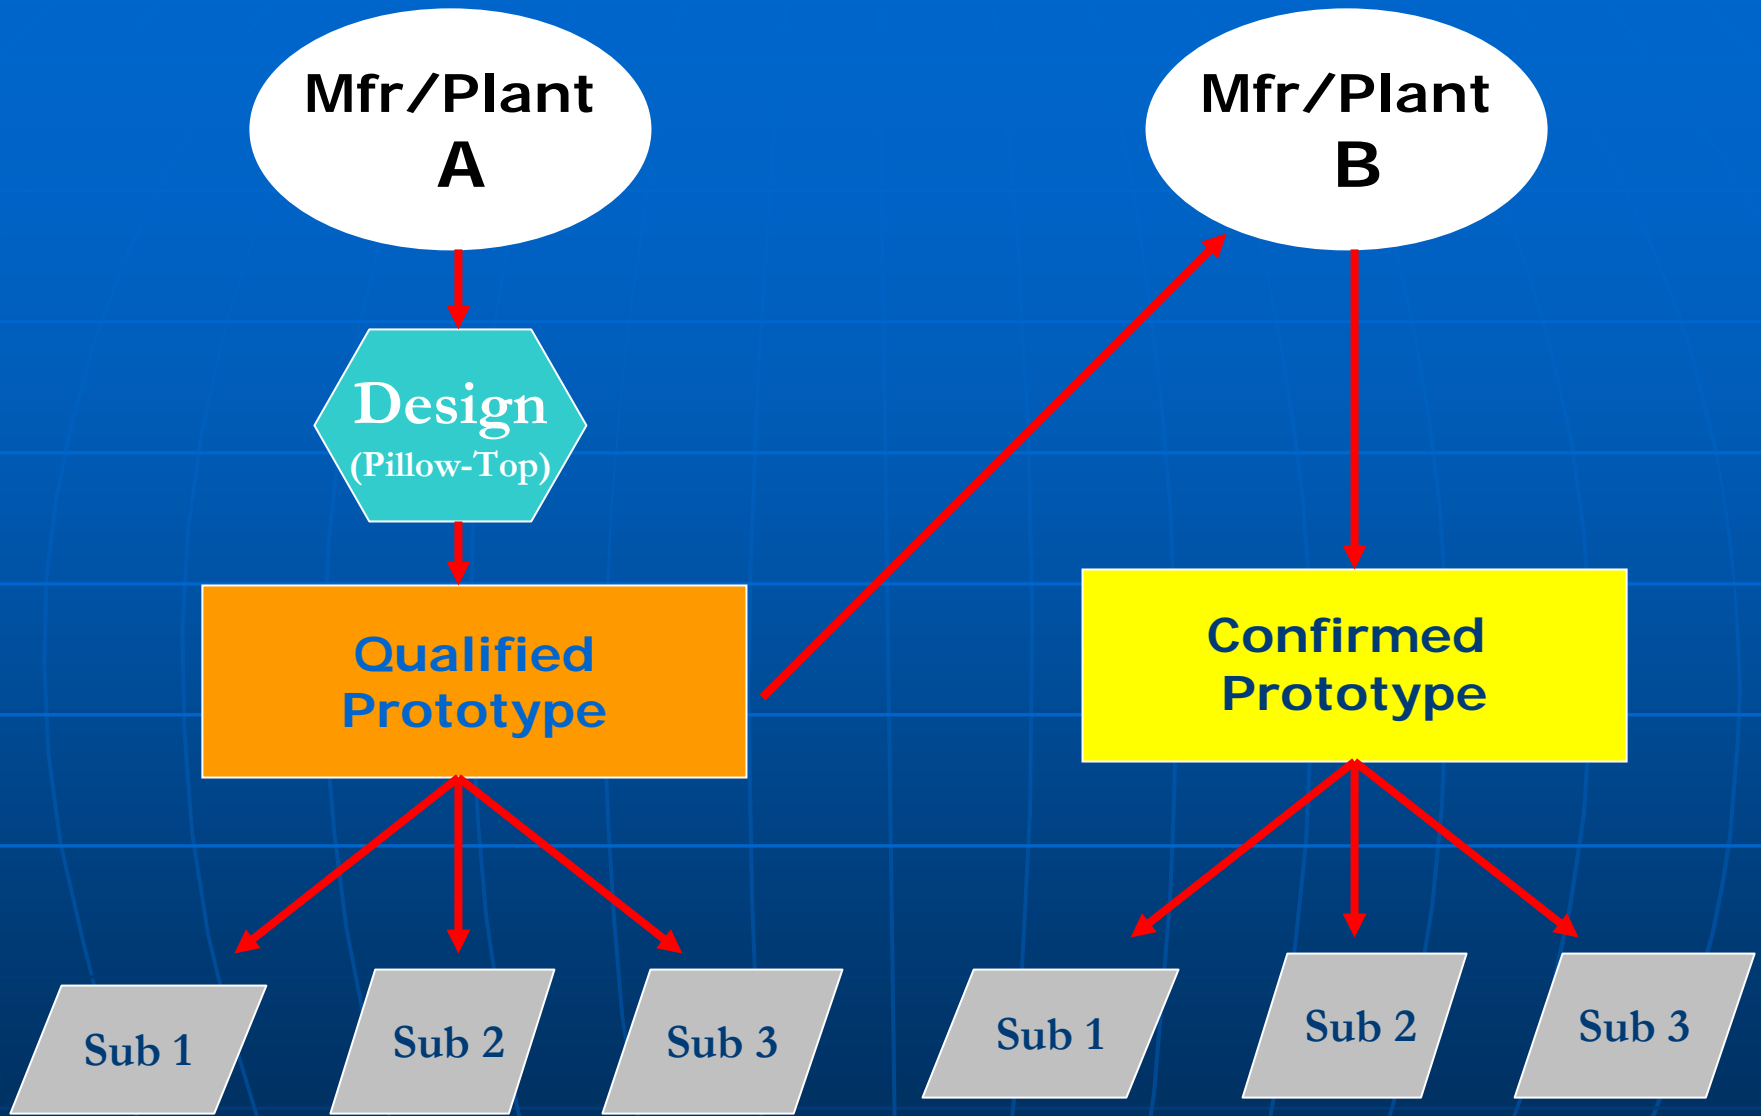 Mfr/Plant
A
Mfr/Plant
B
Design
(Pillow-Top)
Qualified
Prototype
Confirmed
Prototype
Sub 1
Sub 2
Sub 3
Sub 1
Sub 2
Sub 3